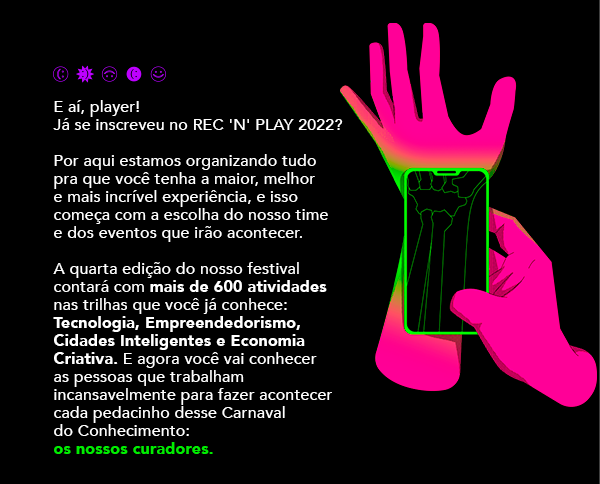 E aí, player!
Já se inscreveu no REC 'N' PLAY 2022?
Por aqui estamos organizando tudo
pra que você tenha a maior, melhor
e mais incrível experiência, e isso
começa com a escolha do nosso time
e dos eventos que irão acontecer.
A quarta edição do nosso festival
contará com mais de 600 atividades
nas trilhas que você já conhece:
Tecnologia, Empreendedorismo,
Cidades Inteligentes e Economia
Criativa. E agora você vai conhecer
as pessoas que trabalham
incansavelmente para fazer acontecer
cada pedacinho desse Carnaval
do Conhecimento:
os nossos curadores.